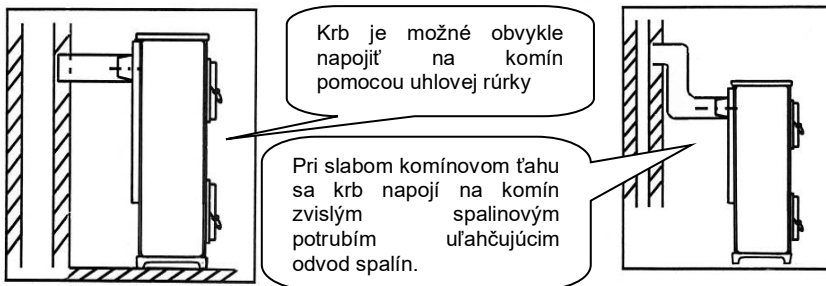 Krb je možné obvykle
napojiť na komín
pomocou uhlovej rúrky
Pri slabom komínovom ťahu
sa krb napojí na komín
zvislým spalinovým
potrubím uľahčujúcim
odvod spalín.